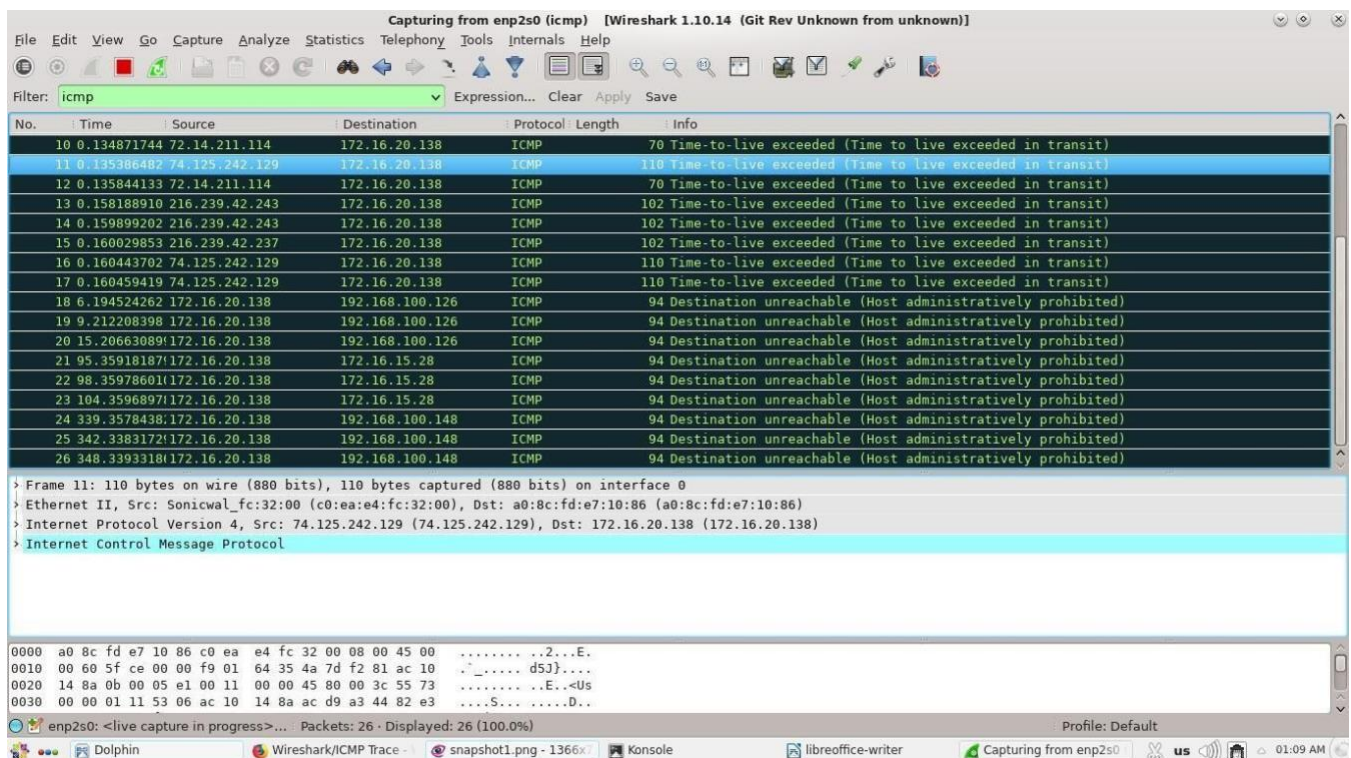 Capturing from enp2s0 (icmp) [Wireshark 1.10.14 (Git Rev Unknown from unknown)]
File Edit View Go Capture Analyze Statistics Telephony Tools Internals Help
Filter: icmp Expression... Clear Apply Save
No. Time Source Destination Protocol Length Info
10 0.134871744 72.14.211.114 172.16.20.138 ICMP 70 Time-to-live exceeded (Time to live exceeded in transit)
11 0.135386482 74.125.242.129 172.16.20.138 ICMP 110 Time-to-live exceeded (Time to live exceeded in transit)
12 0.135844133 72.14.211.114 172.16.20.138 ICMP 70 Time-to-live exceeded (Time to live exceeded in transit)
13 0.158188910 216.239.42.243 172.16.20.138 ICMP 102 Time-to-live exceeded (Time to live exceeded in transit)
14 0.159899202 216.239.42.243 172.16.20.138 ICMP 102 Time-to-live exceeded (Time to live exceeded in transit)
15 0.160029853 216.239.42.237 172.16.20.138 ICMP 102 Time-to-live exceeded (Time to live exceeded in transit)
16 0.160443702 74.125.242.129 172.16.20.138 ICMP 110 Time-to-live exceeded (Time to live exceeded in transit)
17 0.160459419 74.125.242.129 172.16.20.138 ICMP 110 Time-to-live exceeded (Time to live exceeded in transit)
18 6.194524262 172.16.20.138 192.168.100.126 ICMP 94 Destination unreachable (Host administratively prohibited)
19 9.212208398 172.16.20.138 192.168.100.126 ICMP 94 Destination unreachable (Host administratively prohibited)
20 15.20663089 172.16.20.138 192.168.100.126 ICMP 94 Destination unreachable (Host administratively prohibited)
21 95.35918187 172.16.20.138 172.16.15.28 ICMP 94 Destination unreachable (Host administratively prohibited)
22 98.35978601 172.16.20.138 172.16.15.28 ICMP 94 Destination unreachable (Host administratively prohibited)
23 104.3596897 172.16.20.138 172.16.15.28 ICMP 94 Destination unreachable (Host administratively prohibited)
24 339.3578438 172.16.20.138 192.168.100.148 ICMP 94 Destination unreachable (Host administratively prohibited)
25 342.3383172 172.16.20.138 192.168.100.148 ICMP 94 Destination unreachable (Host administratively prohibited)
26 348.3393318 172.16.20.138 192.168.100.148 ICMP 94 Destination unreachable (Host administratively prohibited)
Frame 11: 110 bytes on wire (880 bits), 110 bytes captured (880 bits) on interface 0
Ethernet II, Src: Sonicwal_fc:32:00 (c0:ea:e4:fc:32:00), Dst: a0:8c:fd:e7:10:86 (a0:8c:fd:e7:10:86)
Internet Protocol Version 4, Src: 74.125.242.129 (74.125.242.129), Dst: 172.16.20.138 (172.16.20.138)
Internet Control Message Protocol
0000 a0 8c fd e7 10 86 c0 ea e4 fc 32 00 08 00 45 00 ........ ..2...E.
0010 00 60 5f ce 00 00 f9 01 64 35 4a 7d f2 81 ac 10 .`_..... d5J}....
0020 14 8a 0b 00 05 e1 00 11 00 00 45 80 00 3c 55 73 ........ ..E..<Us
0030 00 00 01 11 53 06 ac 10 14 8a ac d9 a3 44 82 e3 ....S... .....D..
enp2s0: <live capture in progress>... Packets: 26 · Displayed: 26 (100.0%) Profile: Default
Dolphin Wireshark/ICMP Trace - snapshot1.png - 1366x7 Konsole libreoffice-writer Capturing from enp2s0 us 01:09 AM